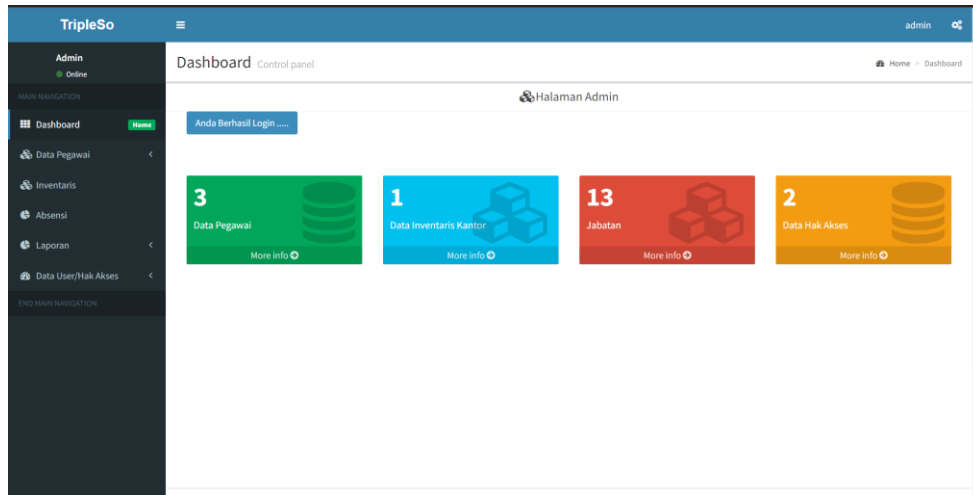 TripleSo
admin
Admin
Online
Dashboard Control panel
Home > Dashboard
MAIN NAVIGATION
Halaman Admin
Dashboard Home
Anda Berhasil Login .....
Data Pegawai
Inventaris
Absensi
Laporan
Data User/Hak Akses
END MAIN NAVIGATION
3
Data Pegawai
More info
1
Data Inventaris Kantor
More info
13
Jabatan
More info
2
Data Hak Akses
More info